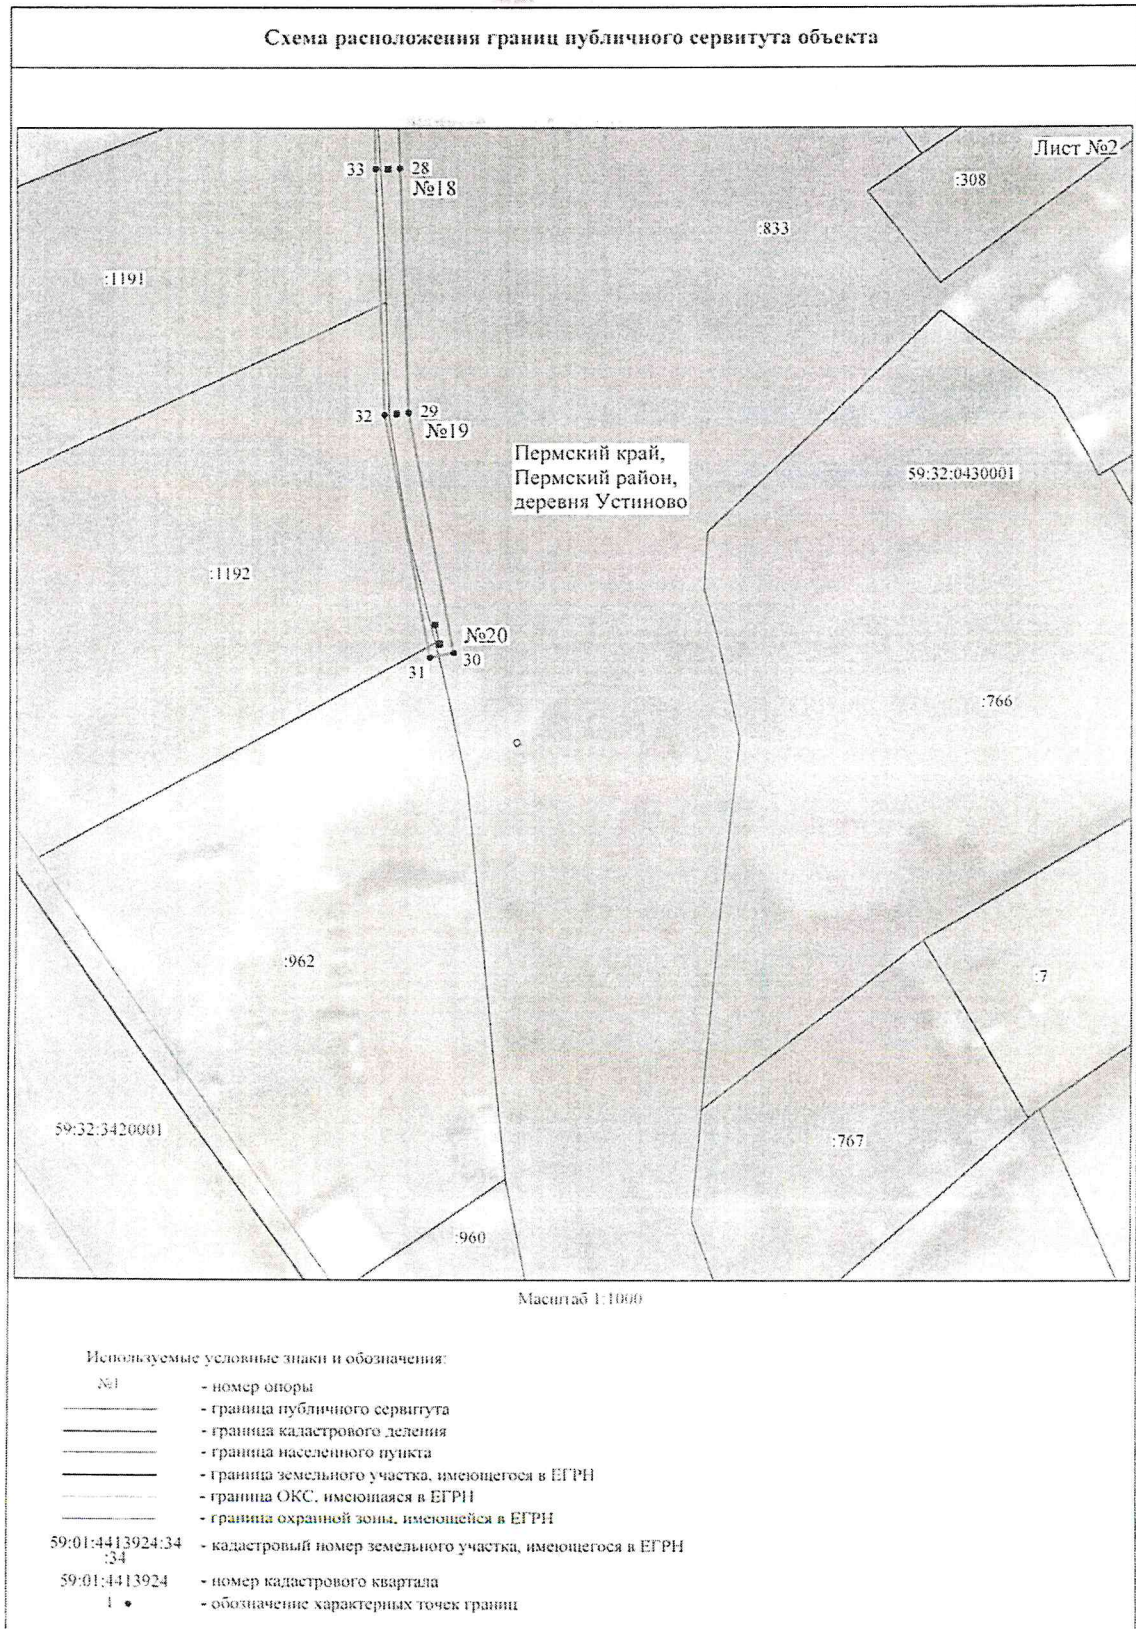 Схема расположения границ публичного сервитута объекта
Лист №2
33
28
№18
:308
:833
:1191
32
29
№19
Пермский край,
Пермский район,
деревня Устиново
59:32:0430001
:1192
№20
31
30
:766
:962
:7
59:32:3420001
:767
:960
Масштаб 1:1000
Используемые условные знаки и обозначения:
№1 - номер опоры
- граница публичного сервитута
- граница кадастрового деления
- граница населенного пункта
- граница земельного участка, имеющегося в ЕГРН
- граница ОКС, имеющаяся в ЕГРН
- граница охранной зоны, имеющейся в ЕГРН
59:01:4413924:34
:34 - кадастровый номер земельного участка, имеющегося в ЕГРН
59:01:4413924 - номер кадастрового квартала
1 - обозначение характерных точек границ